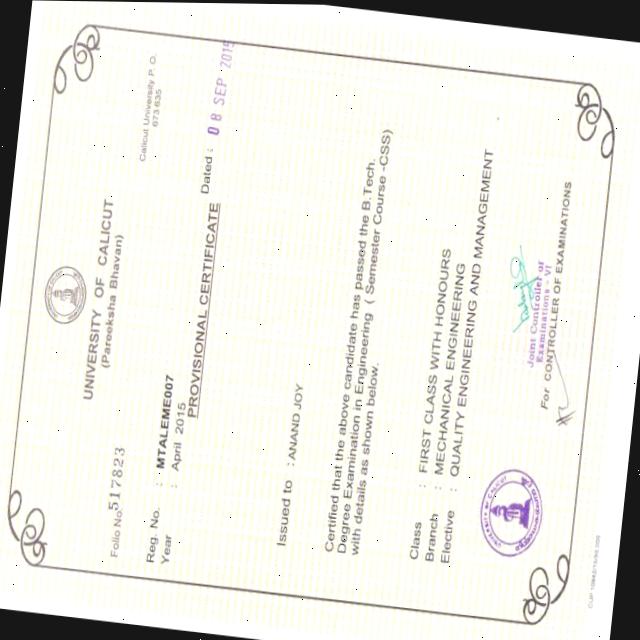 UNIVERSITY OF CALICUT
(Pareeksha Bhavan)
Calicut University P. O.
673 635
Folio No. 517823
Reg. No. : MTALEME007
Year : April 2015
PROVISIONAL CERTIFICATE
Dated : 08 SEP 2015
Issued to : ANAND JOY
Certified that the above candidate has passed the B.Tech.
Degree Examination in Engineering ( Semester Course -CSS)
with details as shown below.
Class : FIRST CLASS WITH HONOURS
Branch : MECHANICAL ENGINEERING
Elective : QUALITY ENGINEERING AND MANAGEMENT
UNIVERSITY OF CALICUT
Joint Controller of
Examinations - VI
For CONTROLLER OF EXAMINATIONS